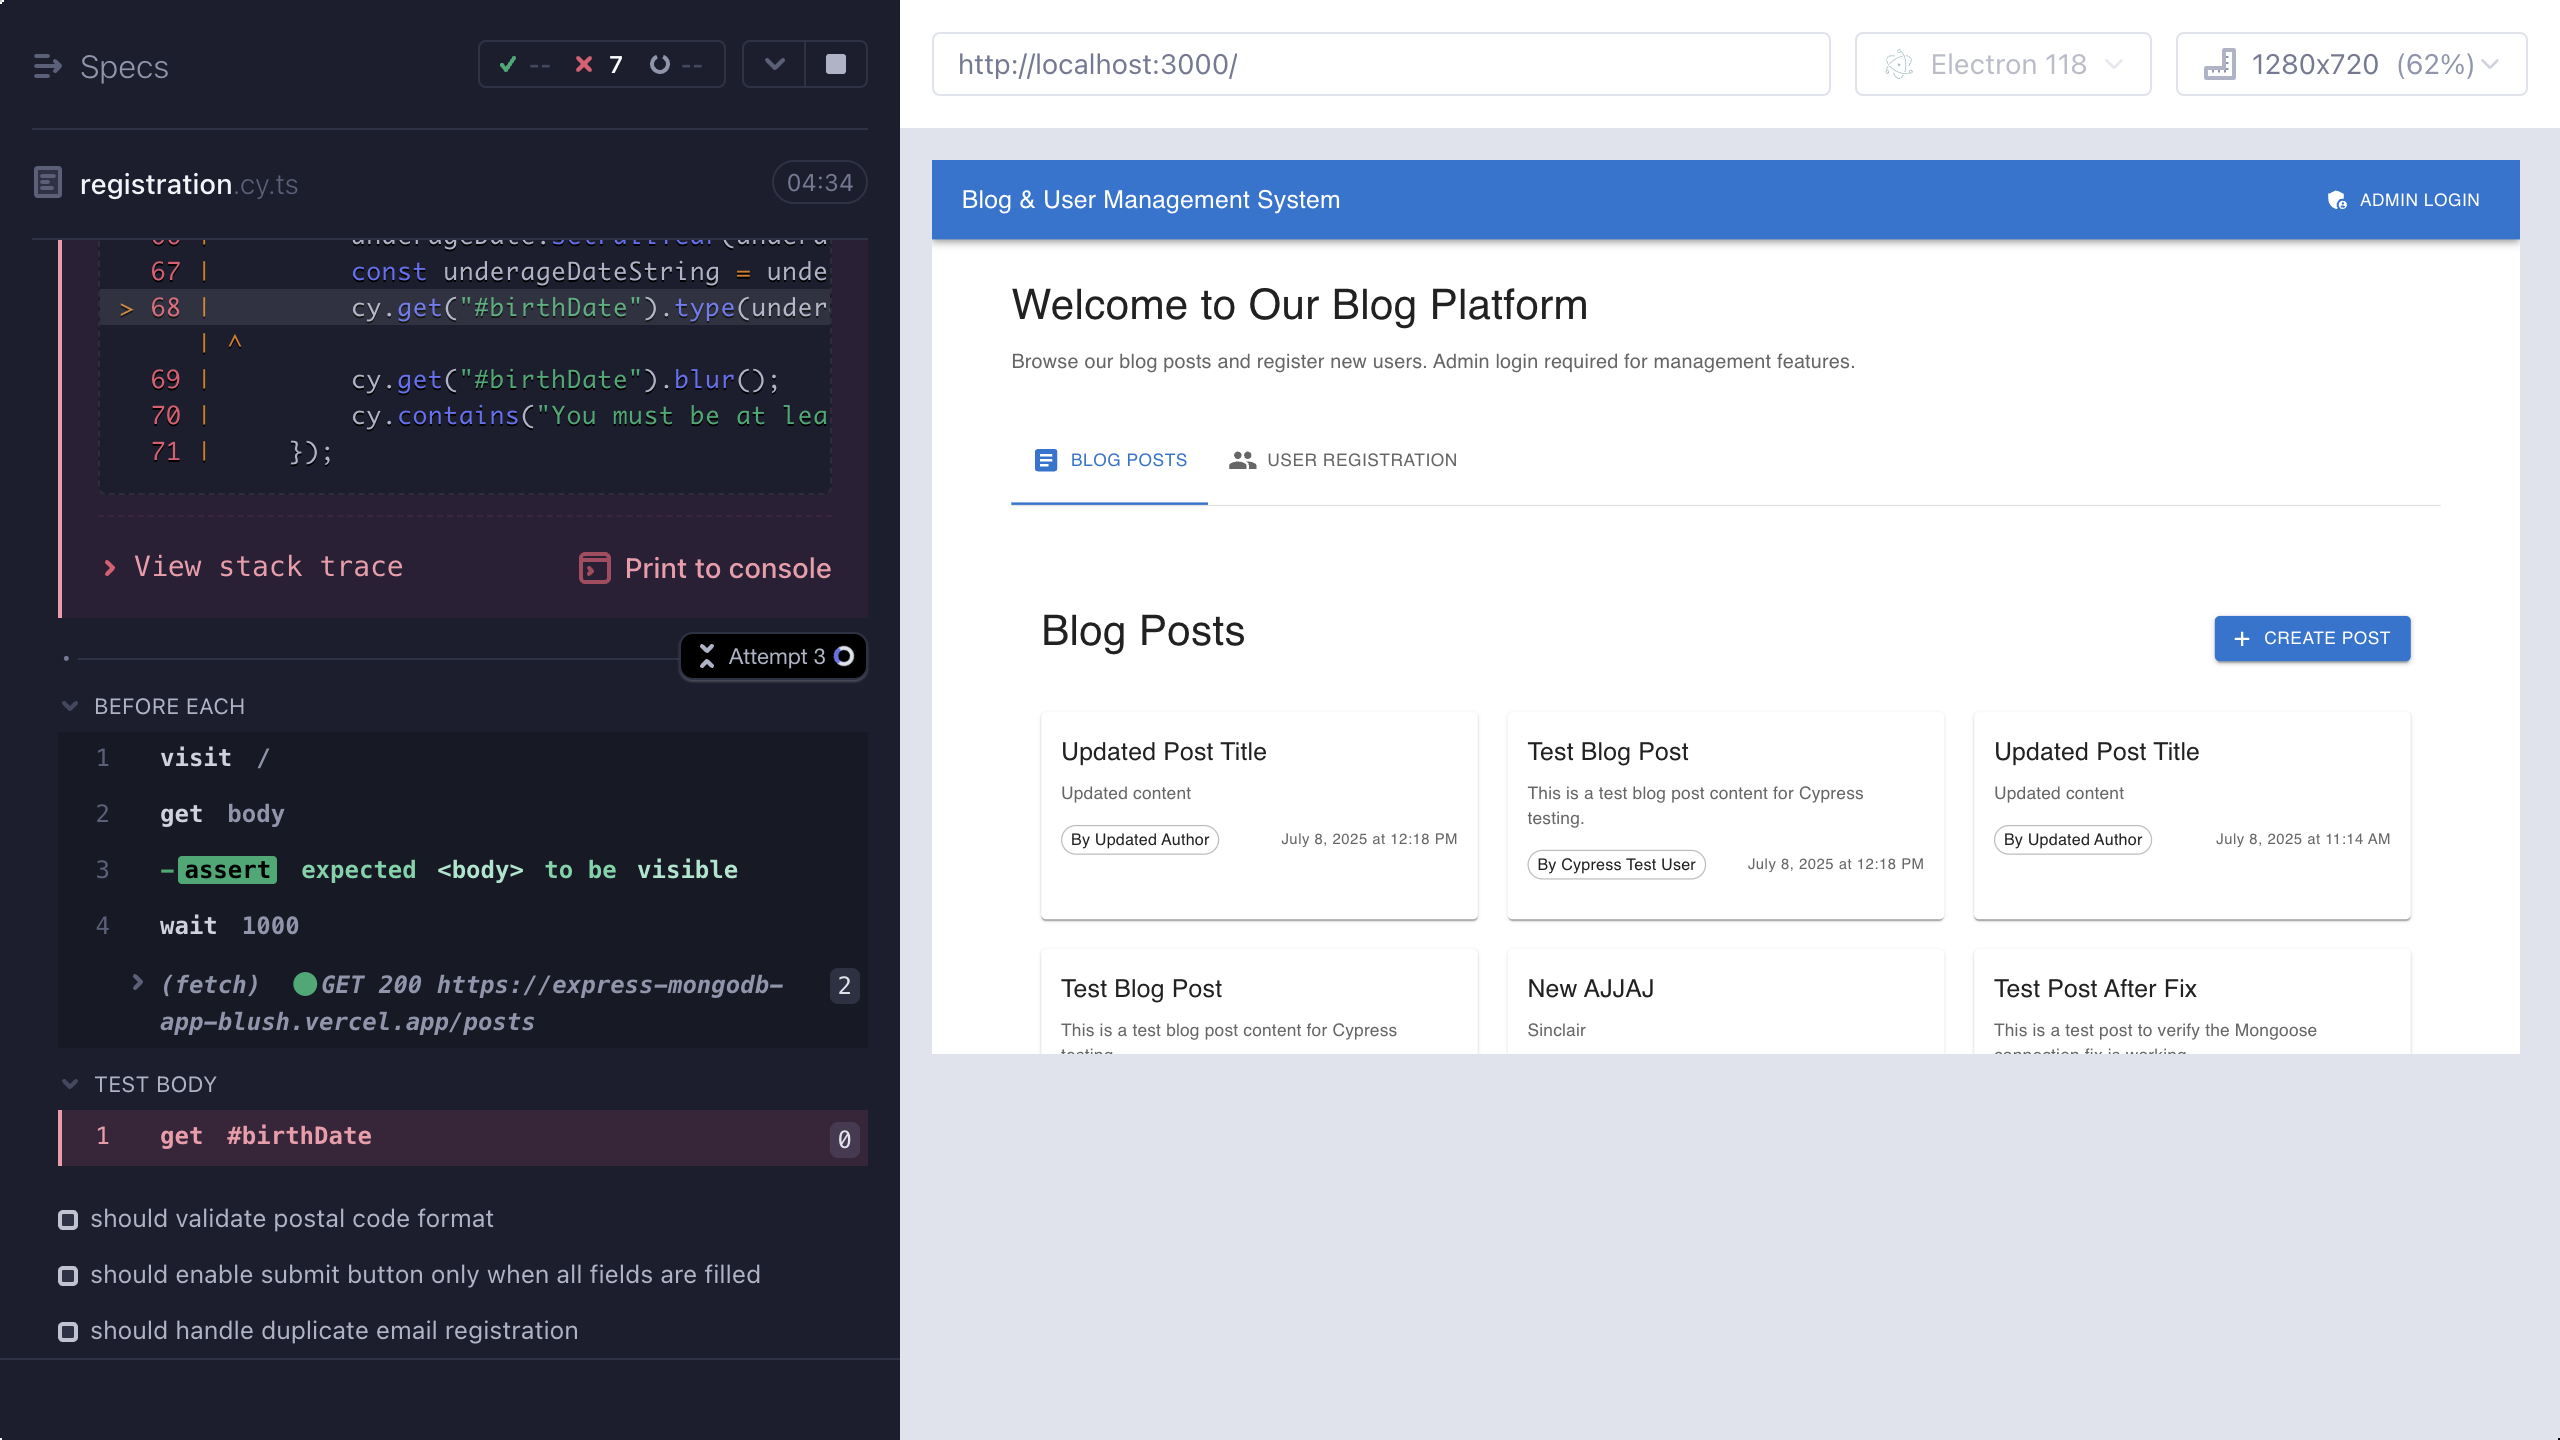 Specs
-- 7 --
registration.cy.ts 04:34
67 | const underageDateString = unde
> 68 | cy.get("#birthDate").type(under
| ^
69 | cy.get("#birthDate").blur();
70 | cy.contains("You must be at lea
71 | });
View stack trace
Print to console
Attempt 3
BEFORE EACH
1 visit /
2 get body
3 -assert expected <body> to be visible
4 wait 1000
(fetch) GET 200 https://express-mongodb-
app-blush.vercel.app/posts 2
TEST BODY
1 get #birthDate 0
should validate postal code format
should enable submit button only when all fields are filled
should handle duplicate email registration
http://localhost:3000/
Electron 118
1280x720 (62%)
Blog & User Management System
ADMIN LOGIN
Welcome to Our Blog Platform
Browse our blog posts and register new users. Admin login required for management features.
BLOG POSTS
USER REGISTRATION
Blog Posts
+ CREATE POST
Updated Post Title
Updated content
By Updated Author July 8, 2025 at 12:18 PM
Test Blog Post
This is a test blog post content for Cypress
testing.
By Cypress Test User July 8, 2025 at 12:18 PM
Updated Post Title
Updated content
By Updated Author July 8, 2025 at 11:14 AM
Test Blog Post
This is a test blog post content for Cypress
New AJJAJ
Sinclair
Test Post After Fix
This is a test post to verify the Mongoose